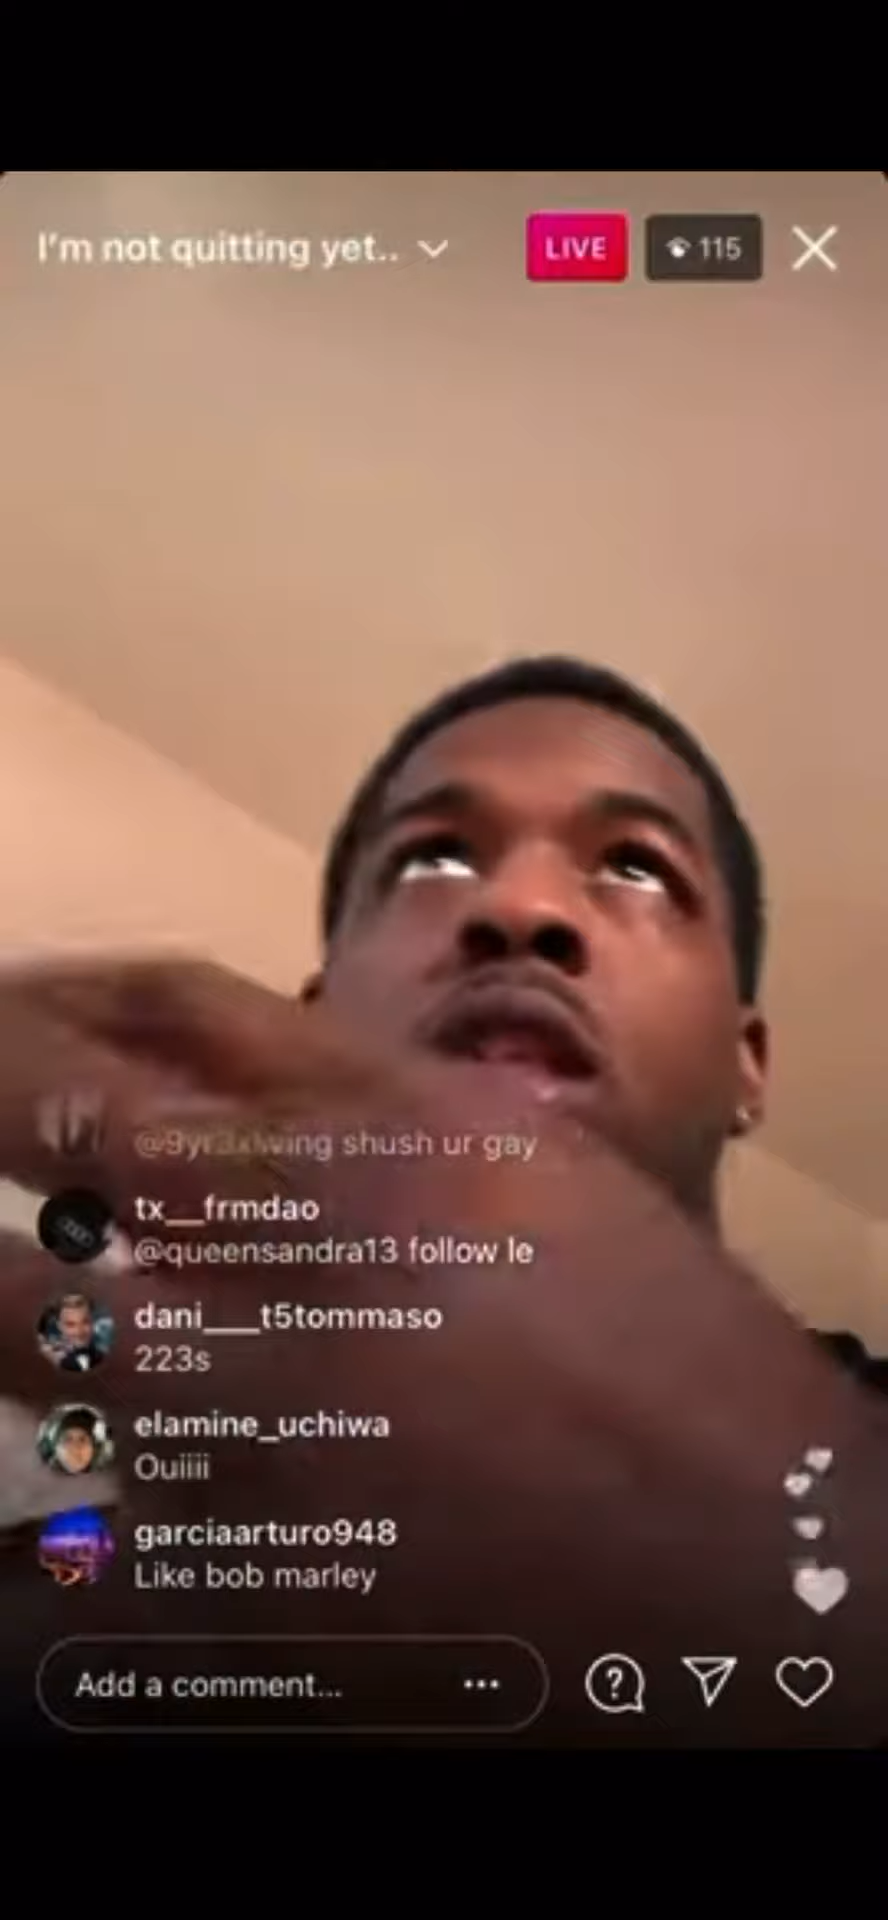 I'm not quitting yet..
LIVE
115
shush ur gay
tx__frmdao
@queensandra13 follow le
dani___t5tommaso
223s
elamine_uchiwa
Ouiiii
garciaarturo948
Like bob marley
Add a comment...